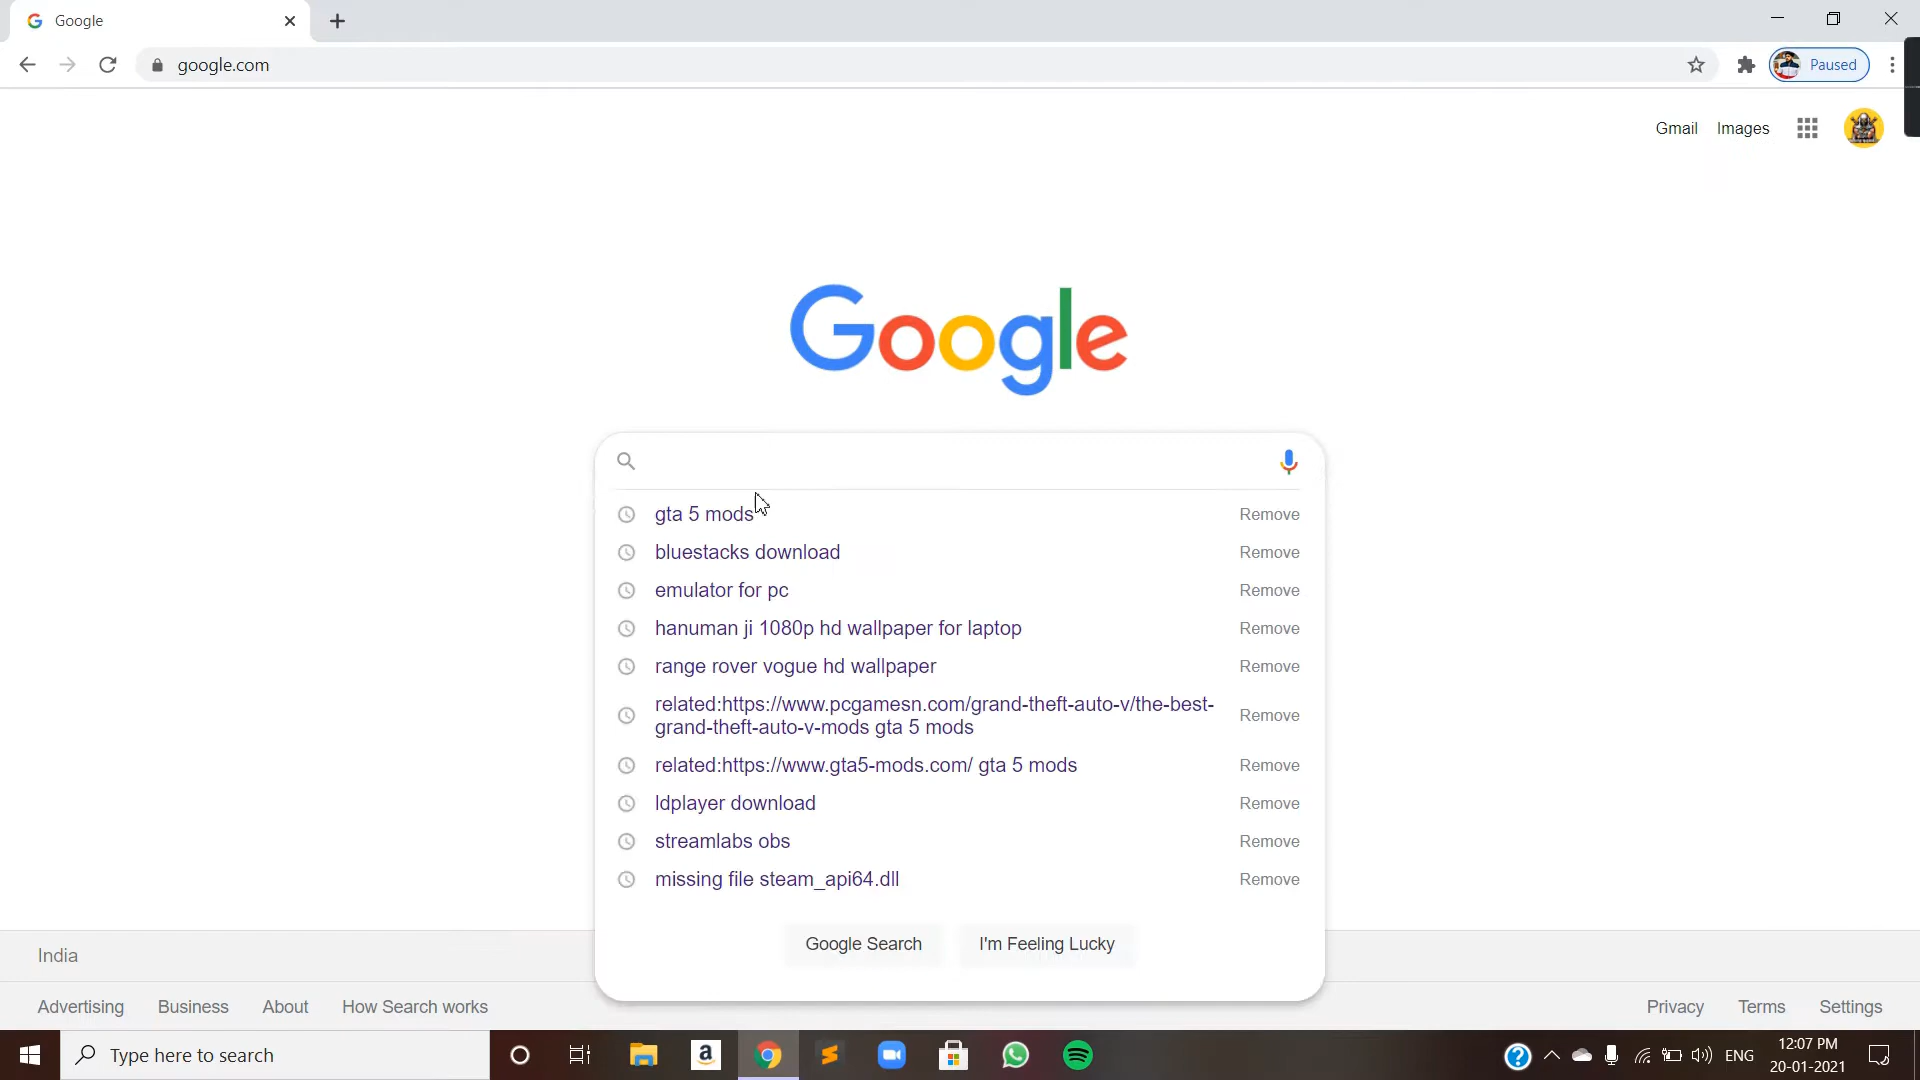 Google
google.com
Paused
Gmail Images
Google
gta 5 mods Remove
bluestacks download Remove
emulator for pc Remove
hanuman ji 1080p hd wallpaper for laptop Remove
range rover vogue hd wallpaper Remove
related:https://www.pcgamesn.com/grand-theft-auto-v/the-best-
grand-theft-auto-v-mods gta 5 mods Remove
related:https://www.gta5-mods.com/ gta 5 mods Remove
ldplayer download Remove
streamlabs obs Remove
missing file steam_api64.dll Remove
Google Search I'm Feeling Lucky
India
Advertising Business About How Search works Privacy Terms Settings
Type here to search
ENG
12:07 PM
20-01-2021